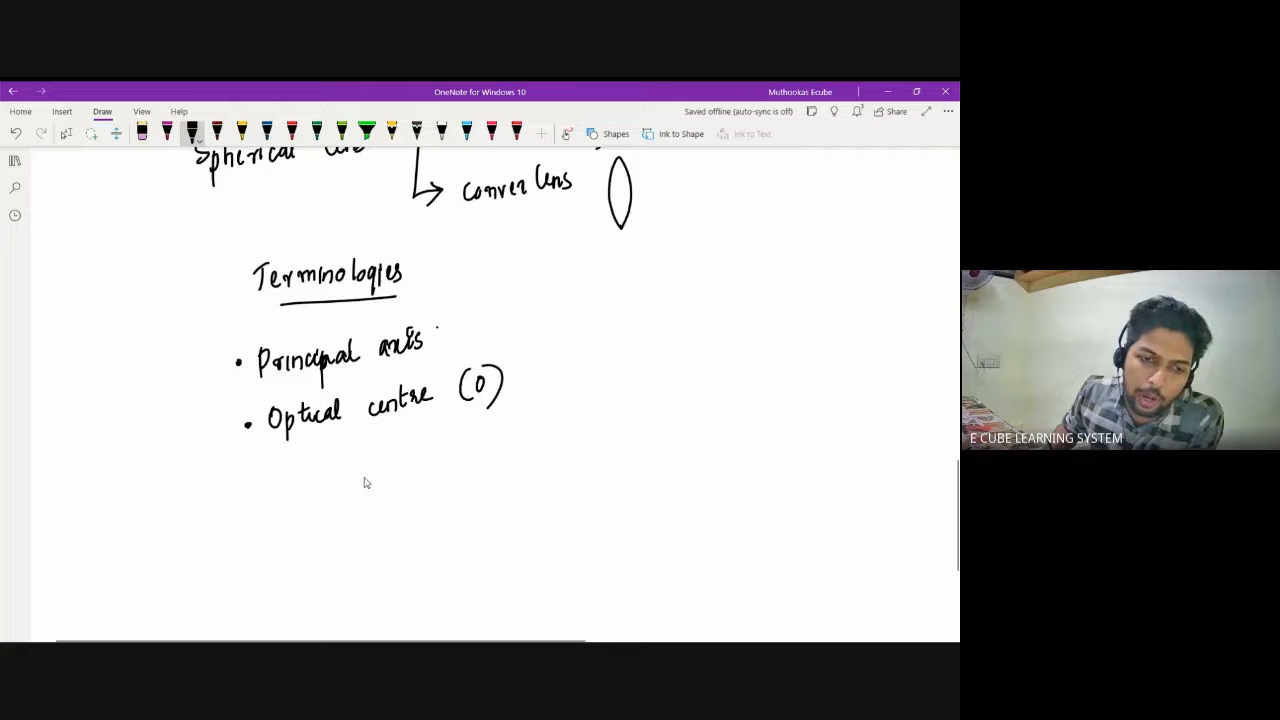 OneNote for Windows 10
Muthookas Ecube
Home Insert Draw View Help
Saved offline (auto-sync is off)
Share
Shapes
Ink to Shape
Ink to Text
Spherical lens
convex lens
Terminologies
• Principal axis
• Optical centre (O)
E CUBE LEARNING SYSTEM